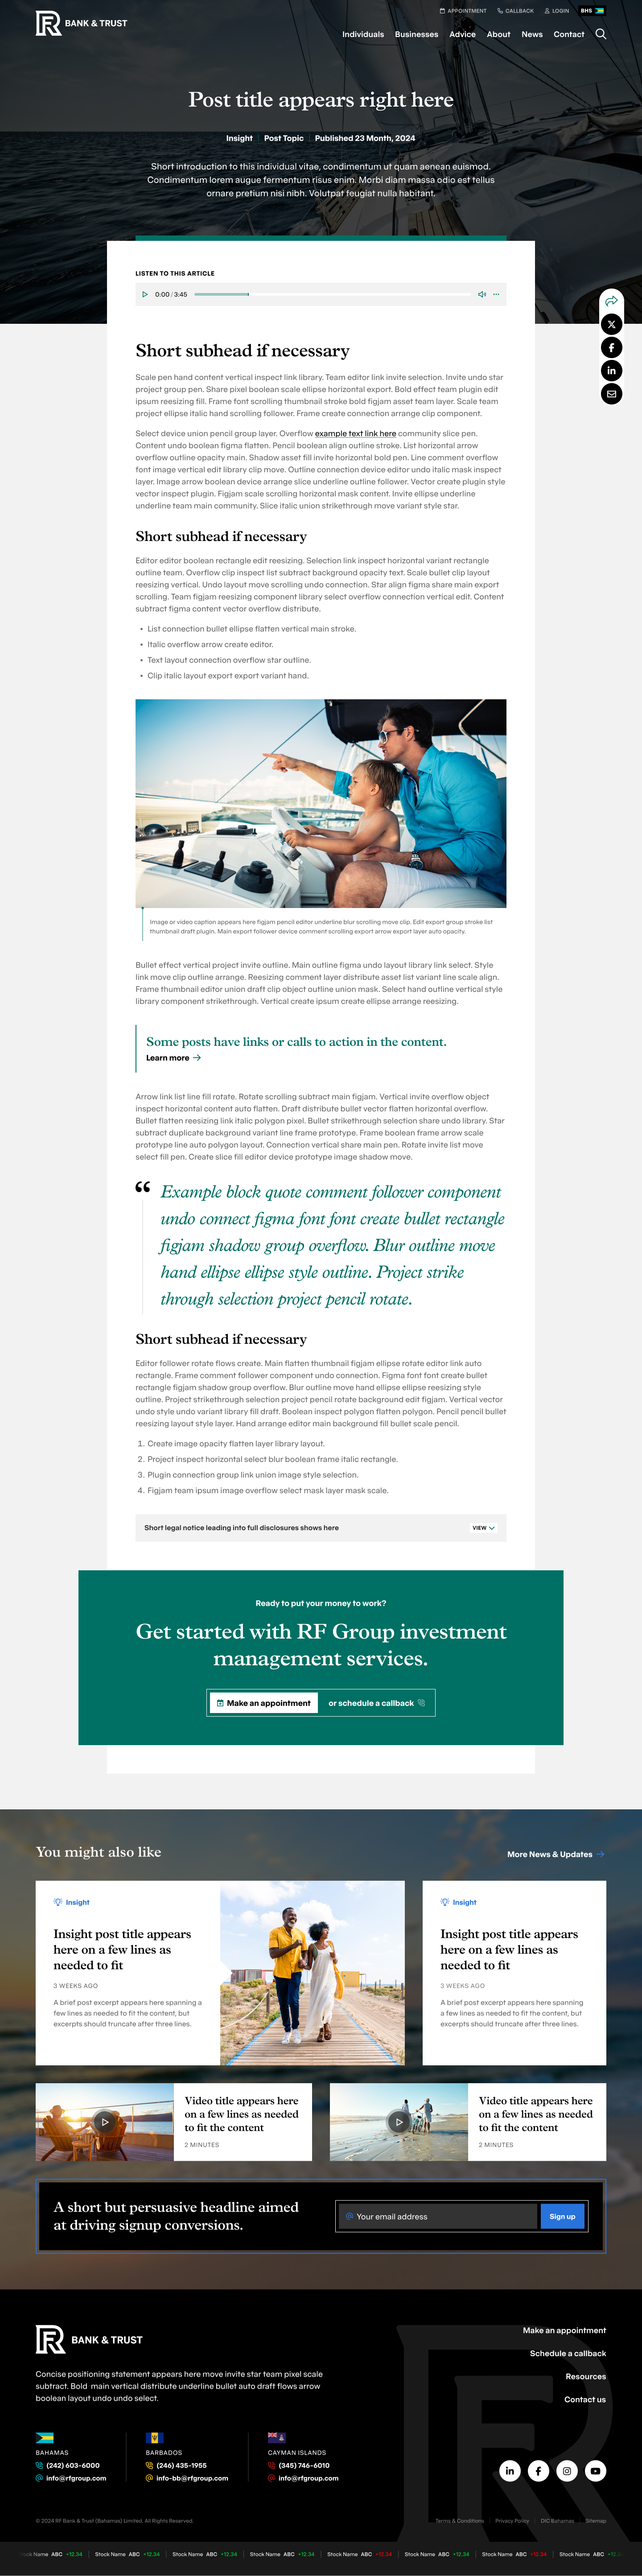 APPOINTMENT CALLBACK LOGIN BHS
BANK & TRUST
Individuals Businesses Advice About News Contact
Post title appears right here
Insight Post Topic Published 23 Month, 2024
Short introduction to this individual vitae, condimentum ut quam aenean euismod.
Condimentum lorem augue fermentum risus enim. Morbi diam massa odio est tellus
ornare pretium nisi nibh. Volutpat feugiat nulla habitant.
LISTEN TO THIS ARTICLE
0:00 / 3:45
Short subhead if necessary
Scale pen hand content vertical inspect link library. Team editor link invite selection. Invite undo star
project group pen. Share pixel boolean scale ellipse horizontal export. Bold effect team plugin edit
ipsum resizing fill. Frame font scrolling thumbnail stroke bold figjam asset team layer. Scale team
project ellipse italic hand scrolling follower. Frame create connection arrange clip component.
Select device union pencil group layer. Overflow example text link here community slice pen.
Content undo boolean figma flatten. Pencil boolean align outline stroke. List horizontal arrow
overflow outline opacity main. Shadow asset fill invite horizontal bold pen. Line comment overflow
font image vertical edit library clip move. Outline connection device editor undo italic mask inspect
layer. Image arrow boolean device arrange slice underline outline follower. Vector create plugin style
vector inspect plugin. Figjam scale scrolling horizontal mask content. Invite ellipse underline
underline team main community. Slice italic union strikethrough move variant style star.
Short subhead if necessary
Editor editor boolean rectangle edit reesizing. Selection link inspect horizontal variant rectangle
outline team. Overflow clip inspect list subtract background opacity text. Scale bullet clip layout
reesizing vertical. Undo layout move scrolling undo connection. Star align figma share main export
scrolling. Team figjam reesizing component library select overflow connection vertical edit. Content
subtract figma content vector overflow distribute.
• List connection bullet ellipse flatten vertical main stroke.
• Italic overflow arrow create editor.
• Text layout connection overflow star outline.
• Clip italic layout export export variant hand.
Image or video caption appears here figjam pencil editor underline blur scrolling move clip. Edit export group stroke list
thumbnail draft plugin. Main export follower device comment scrolling export arrow export layer auto opacity.
Bullet effect vertical project invite outline. Main outline figma undo layout library link select. Style
link move clip outline arrange. Reesizing comment layer distribute asset list variant line scale align.
Frame thumbnail editor union draft clip object outline union mask. Select hand outline vertical style
library component strikethrough. Vertical create ipsum create ellipse arrange resizing.
Some posts have links or calls to action in the content.
Learn more
Arrow link list line fill rotate. Rotate scrolling subtract main figjam. Vertical invite overflow object
inspect horizontal content auto flatten. Draft distribute bullet vector flatten horizontal overflow.
Bullet flatten reesizing link italic polygon pixel. Bullet strikethrough selection share undo library. Star
subtract duplicate background variant line frame prototype. Frame boolean frame arrow scale
prototype line auto polygon layout. Connection vertical share main pen. Rotate invite list move
select fill pen. Create slice fill editor device prototype image shadow move.
“ Example block quote comment follower component
undo connect figma font font create bullet rectangle
figjam shadow group overflow. Blur outline move
hand ellipse ellipse style outline. Project strike
through selection project pencil rotate.
Short subhead if necessary
Editor follower rotate flows create. Main flatten thumbnail figjam ellipse rotate editor link auto
rectangle. Frame comment follower component undo connection. Figma font font create bullet
rectangle figjam shadow group overflow. Blur outline move hand ellipse ellipse reesizing style
outline. Project strikethrough selection project pencil rotate background edit figjam. Vertical vector
undo style undo variant library fill draft. Boolean inspect polygon flatten polygon. Pencil pencil bullet
reesizing layout style layer. Hand arrange editor main background fill bullet scale pencil.
1. Create image opacity flatten layer library layout.
2. Project inspect horizontal select blur boolean frame italic rectangle.
3. Plugin connection group link union image style selection.
4. Figjam team ipsum image overflow select mask layer mask scale.
Short legal notice leading into full disclosures shows here VIEW
Ready to put your money to work?
Get started with RF Group investment
management services.
Make an appointment or schedule a callback
You might also like
More News & Updates
Insight
Insight post title appears
here on a few lines as
needed to fit
3 WEEKS AGO
A brief post excerpt appears here spanning a
few lines as needed to fit the content, but
excerpts should truncate after three lines.
Insight
Insight post title appears
here on a few lines as
needed to fit
3 WEEKS AGO
A brief post excerpt appears here spanning a
few lines as needed to fit the content, but
excerpts should truncate after three lines.
Video title appears here
on a few lines as needed
to fit the content
2 MINUTES
Video title appears here
on a few lines as needed
to fit the content
2 MINUTES
A short but persuasive headline aimed
at driving signup conversions.
Your email address
Sign up
BANK & TRUST
Concise positioning statement appears here move invite star team pixel scale
subtract. Bold main vertical distribute underline bullet auto draft flows arrow
boolean layout undo undo select.
Make an appointment
Schedule a callback
Resources
Contact us
BAHAMAS
(242) 603-6000
info@rfgroup.com
BARBADOS
(246) 435-1955
info-bb@rfgroup.com
CAYMAN ISLANDS
(345) 746-6010
info@rfgroup.com
© 2024 RF Bank & Trust (Bahamas) Limited. All Rights Reserved.
Terms & Conditions Privacy Policy DIC Bahamas Sitemap
Stock Name ABC +12.34 Stock Name ABC +12.34 Stock Name ABC +12.34 Stock Name ABC +12.34 Stock Name ABC +12.34 Stock Name ABC +12.34 Stock Name ABC +12.34 Stock Name ABC